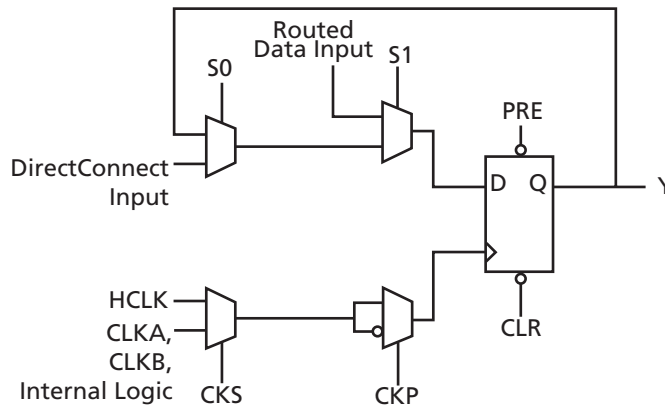 Routed
Data Input
S0
S1
PRE
DirectConnect
Input
D
Q
Y
HCLK
CLKA,
CLKB,
Internal Logic
CKS
CKP
CLR